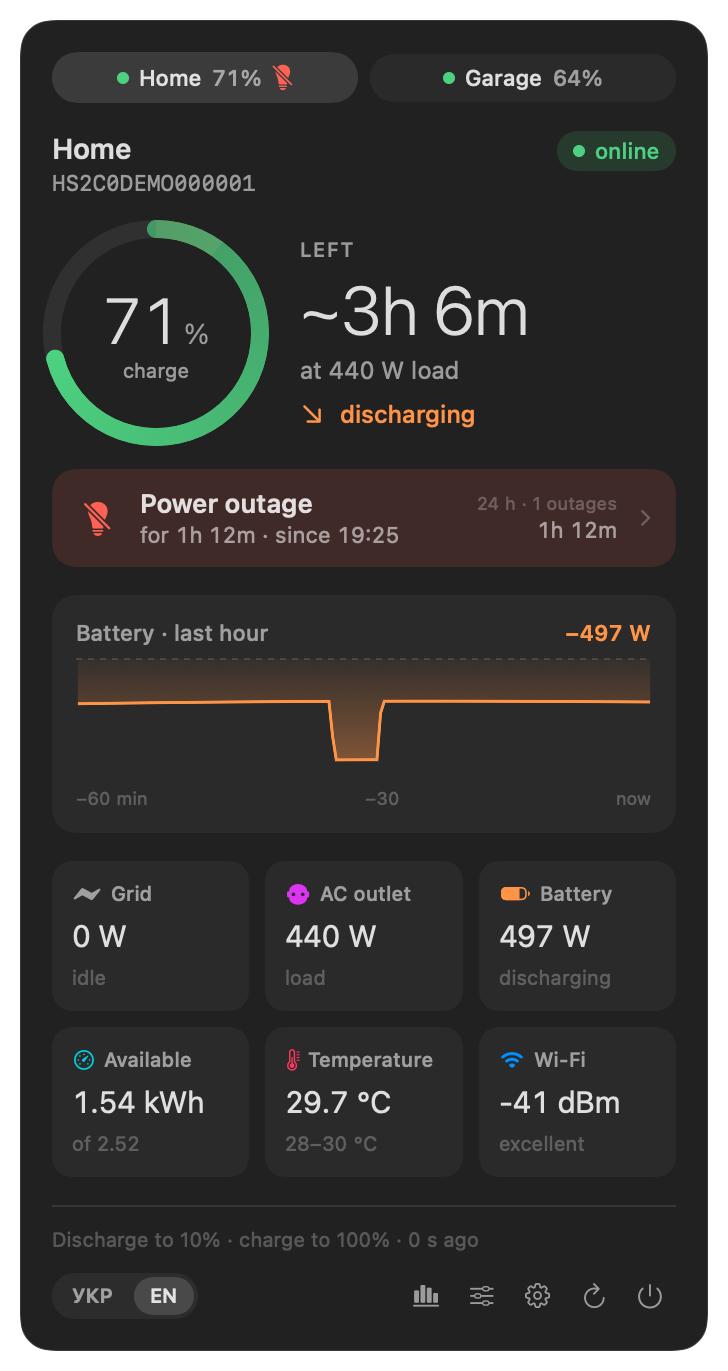 Home 71%
Garage 64%
Home
online
HS2C0DEMO000001
71%
charge
LEFT
~3h 6m
at 440 W load
discharging
Power outage
for 1h 12m · since 19:25
24 h · 1 outages
1h 12m
Battery · last hour
−497 W
−60 min
−30
now
Grid
0 W
idle
AC outlet
440 W
load
Battery
497 W
discharging
Available
1.54 kWh
of 2.52
Temperature
29.7 °C
28–30 °C
Wi-Fi
-41 dBm
excellent
Discharge to 10% · charge to 100% · 0 s ago
УКР
EN